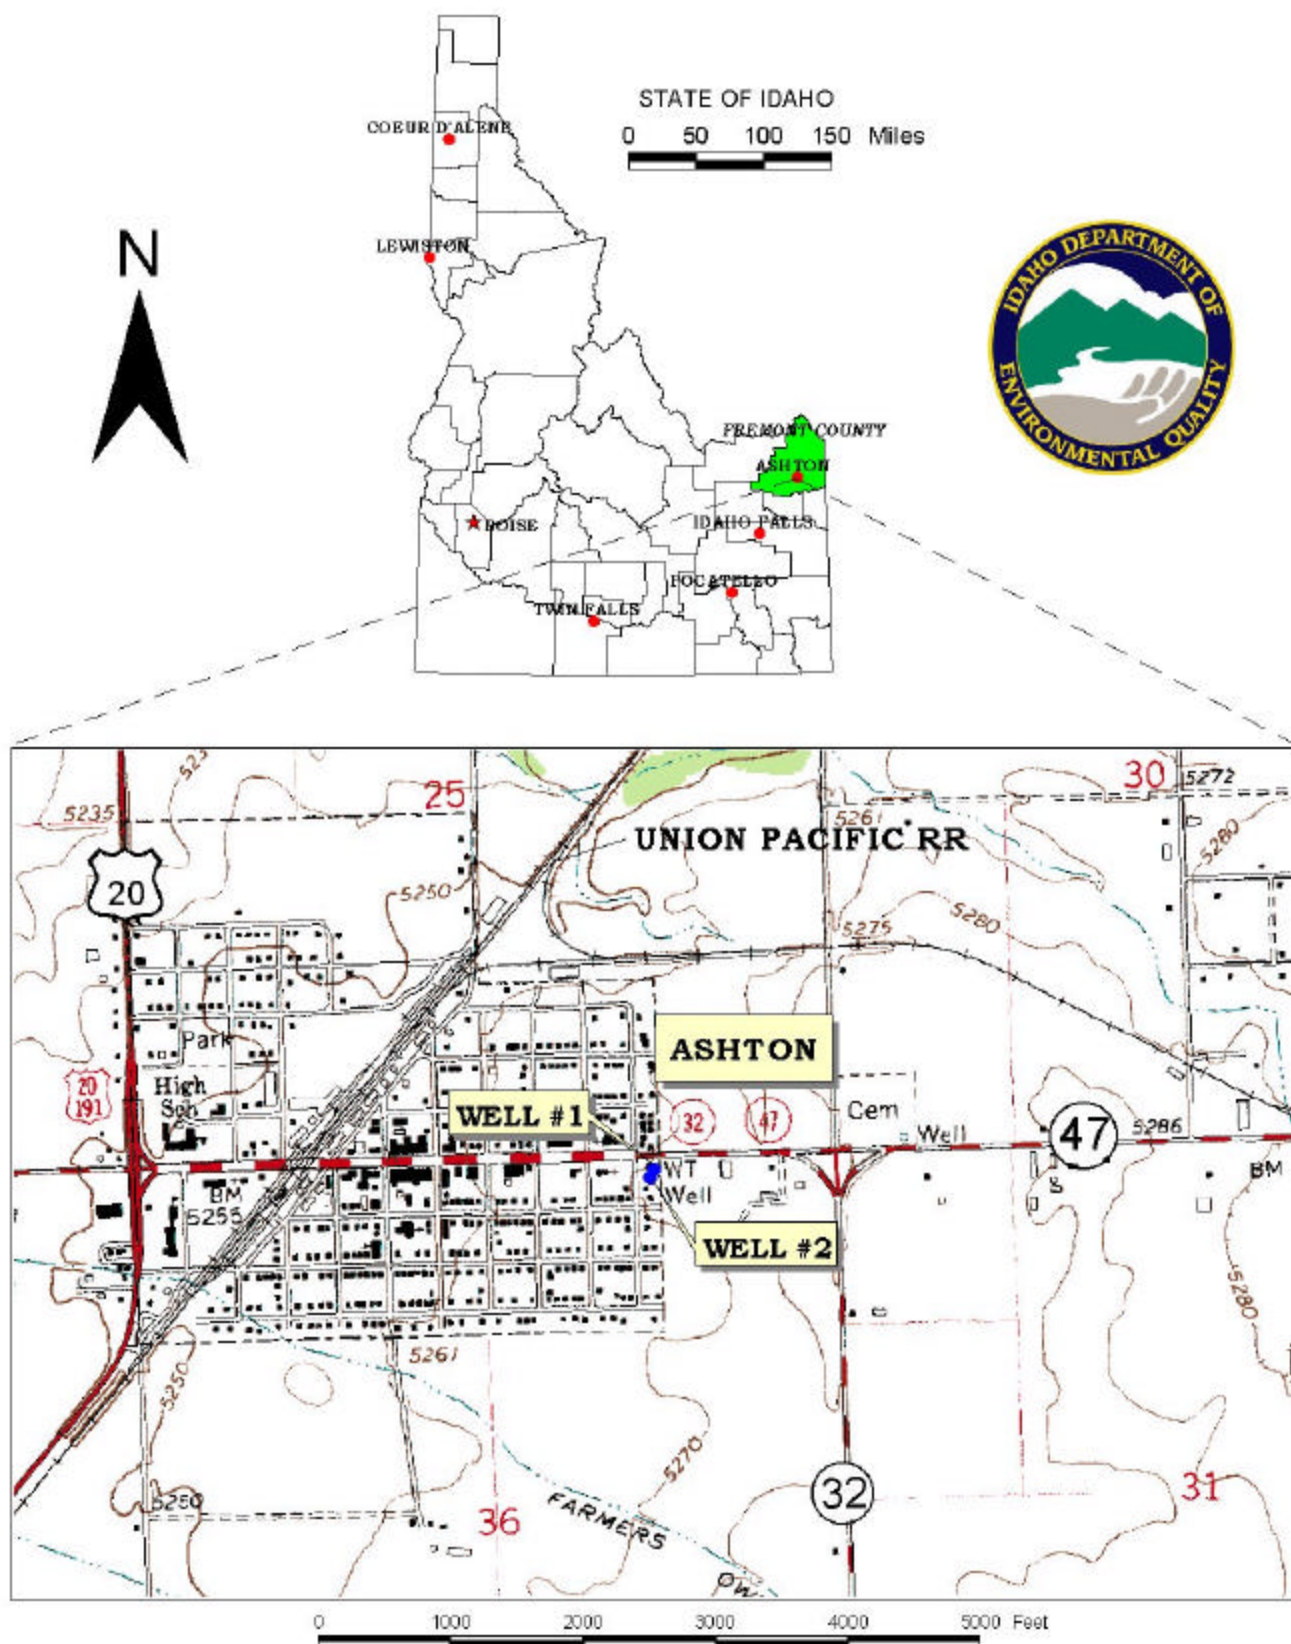 STATE OF IDAHO
0 50 100 150 Miles
COEUR D'ALENE
N
LEWISTON
IDAHO DEPARTMENT OF
ENVIRONMENTAL QUALITY
FREMONT COUNTY
ASHTON
BOISE
IDAHO FALLS
POCATELLO
TWIN FALLS
25
30
5272
5235
5261
UNION PACIFIC RR
5280
20
5250
5275
5280
Park
ASHTON
High
Sch
20
191
WELL #1
32
47
Cem
Well
47
5286
WT
Well
BM
BM
5255
WELL #2
5280
5261
5250
5270
5250
36
FARMERS
OW
32
31
0 1000 2000 3000 4000 5000 Feet